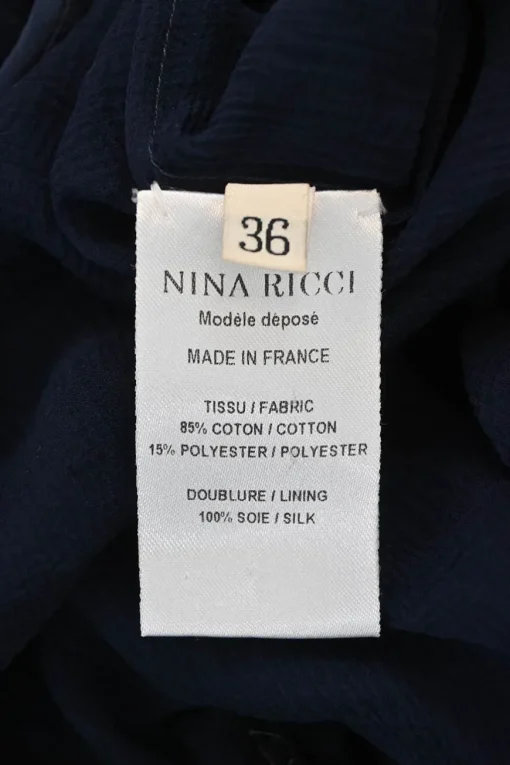 36
NINA RICCI
Modèle déposé
MADE IN FRANCE
TISSU / FABRIC
85% COTON / COTTON
15% POLYESTER / POLYESTER
DOUBLURE / LINING
100% SOIE / SILK